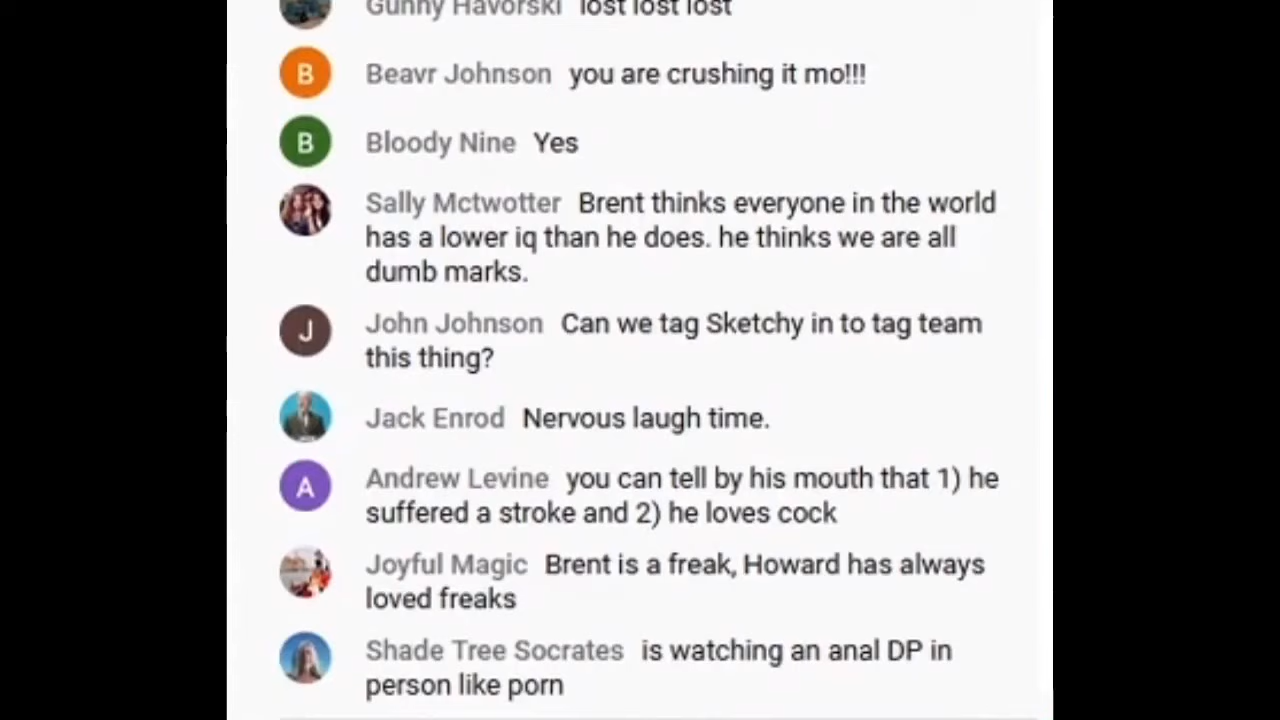 Gunny Havorski lost lost lost
B Beavr Johnson you are crushing it mo!!!
B Bloody Nine Yes
Sally Mctwotter Brent thinks everyone in the world
has a lower iq than he does. he thinks we are all
dumb marks.
J John Johnson Can we tag Sketchy in to tag team
this thing?
Jack Enrod Nervous laugh time.
A Andrew Levine you can tell by his mouth that 1) he
suffered a stroke and 2) he loves cock
Joyful Magic Brent is a freak, Howard has always
loved freaks
Shade Tree Socrates is watching an anal DP in
person like porn